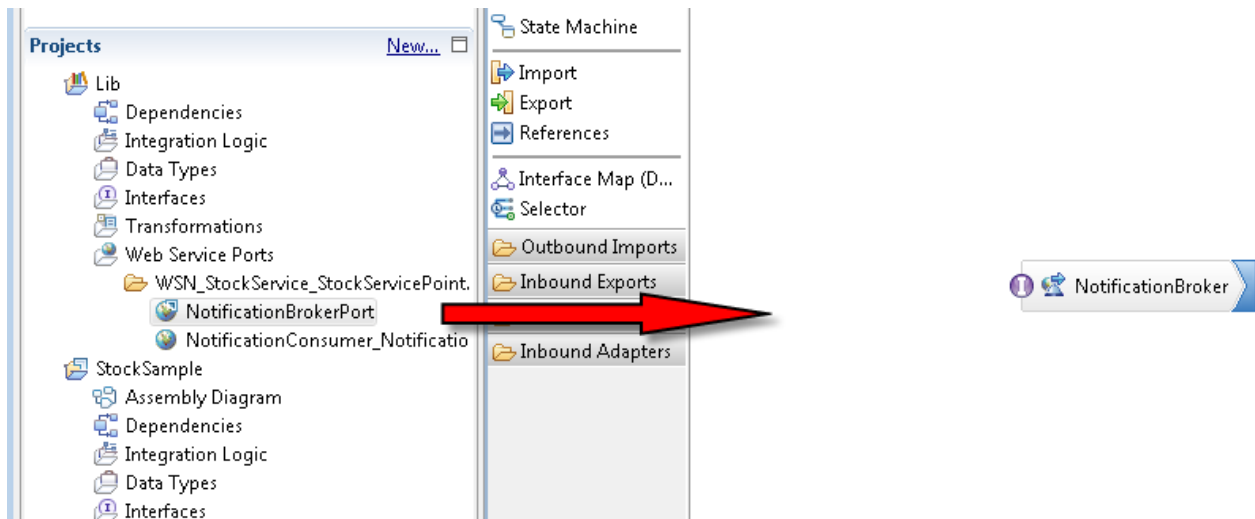 Projects
New...
Lib
Dependencies
Integration Logic
Data Types
Interfaces
Transformations
Web Service Ports
WSN_StockService_StockServicePoint.
NotificationBrokerPort
NotificationConsumer_Notificatio
StockSample
Assembly Diagram
Dependencies
Integration Logic
Data Types
Interfaces
State Machine
Import
Export
References
Interface Map (D...
Selector
Outbound Imports
Inbound Exports
Inbound Adapters
NotificationBroker